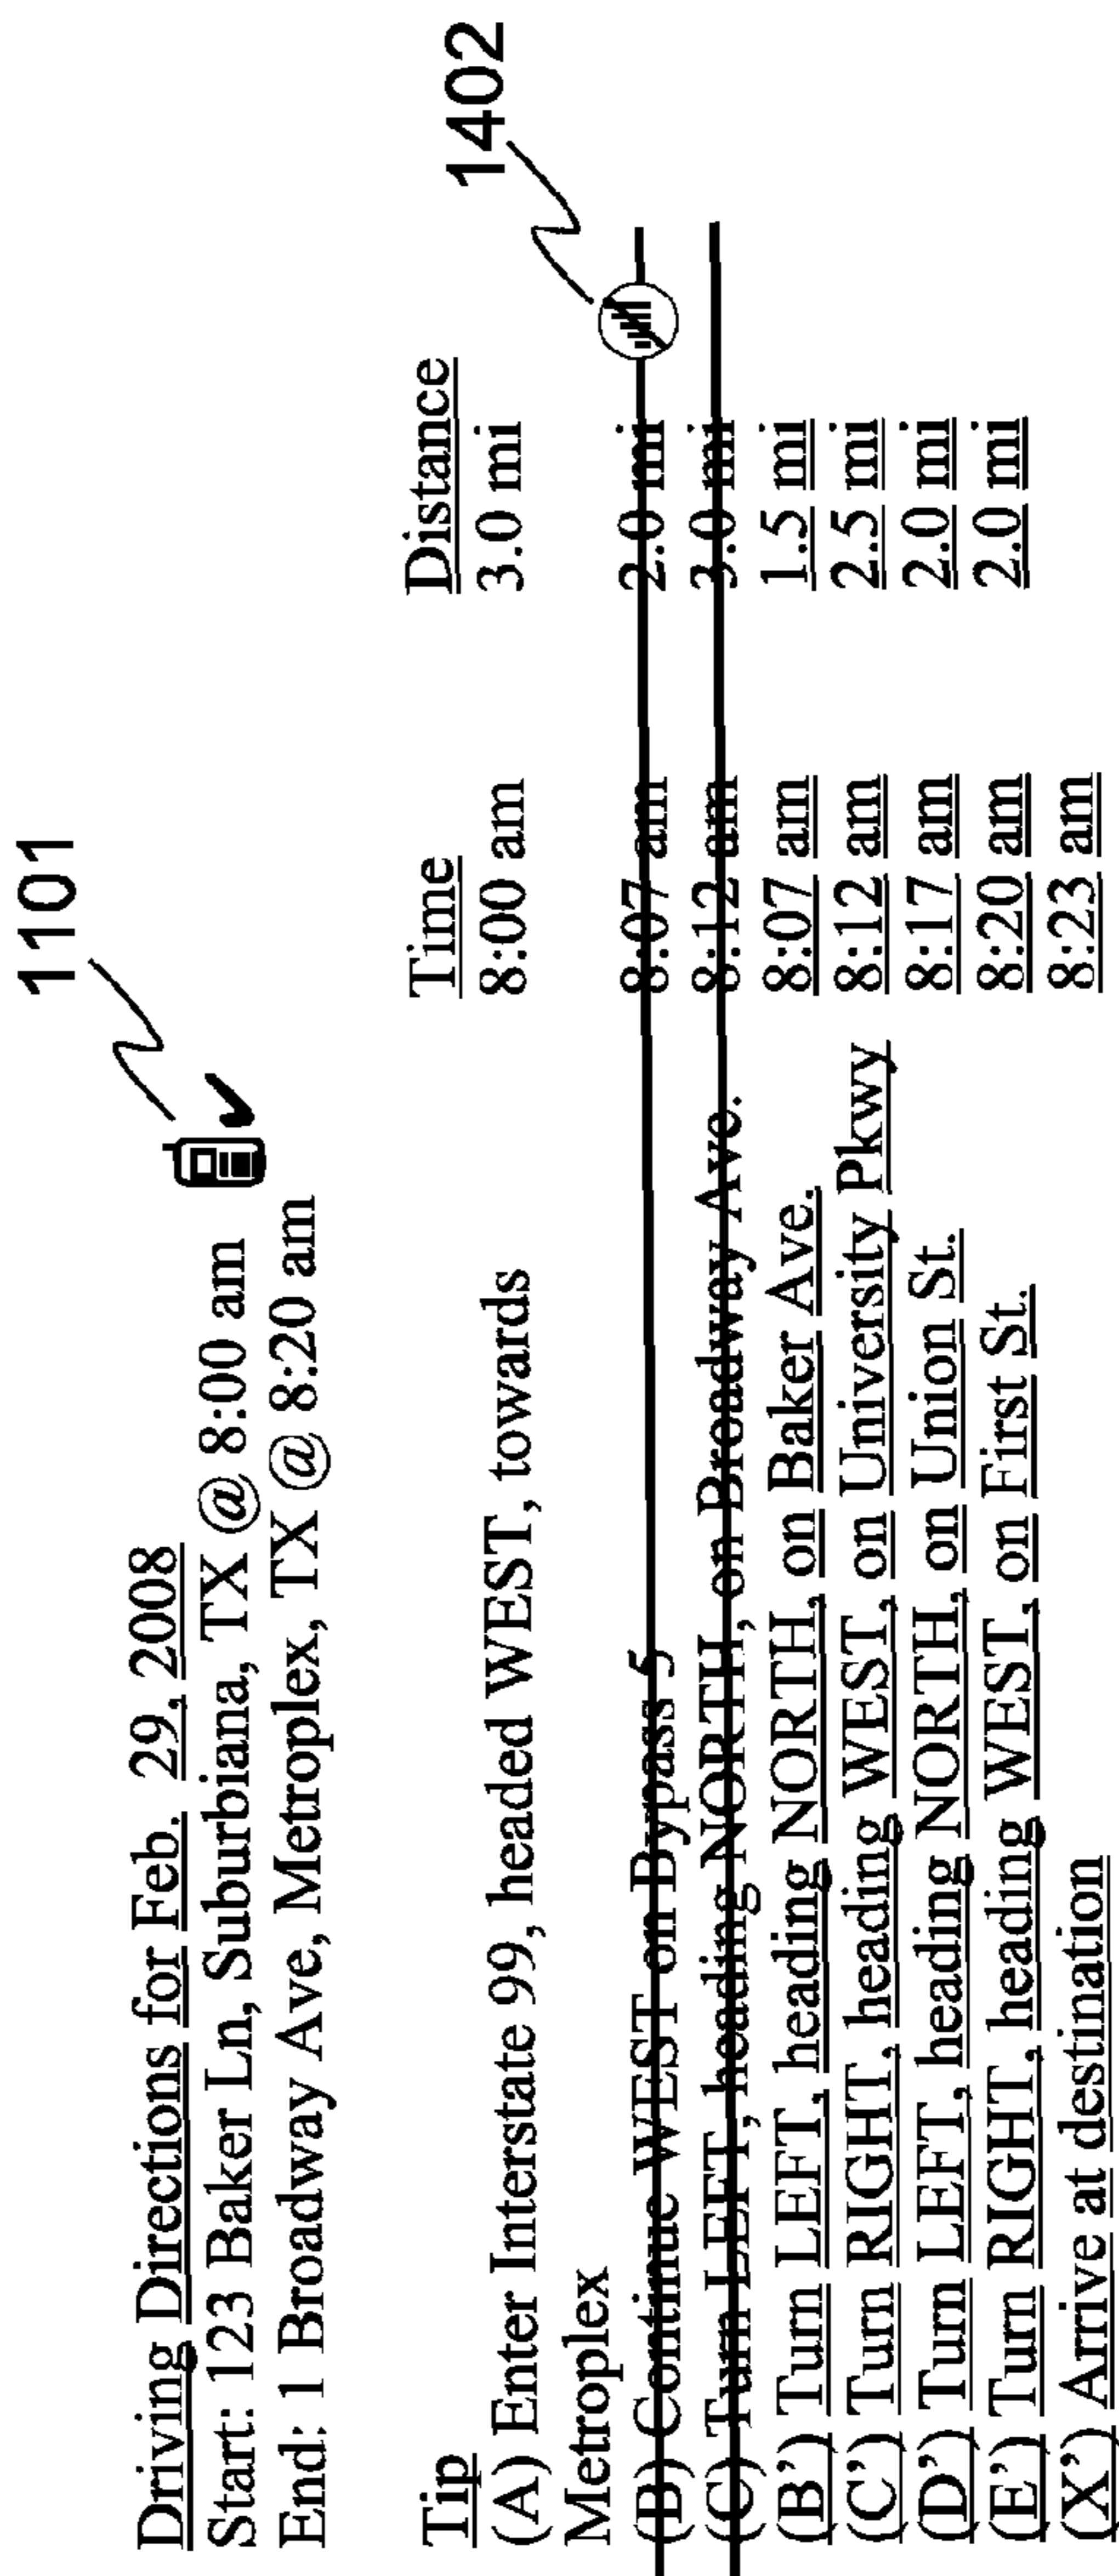 1101
Driving Directions for Feb. 29, 2008
Start: 123 Baker Ln, Suburbiana, TX @ 8:00 am
End: 1 Broadway Ave, Metroplex, TX @ 8:20 am
1402
Tip Time Distance
(A) Enter Interstate 99, headed WEST, towards 8:00 am 3.0 mi
Metroplex
(B) Continue WEST on Bypass 5 8:07 am 2.0 mi
(C) Turn LEFT, heading NORTH, on Broadway Ave. 8:12 am 3.0 mi
(B’) Turn LEFT, heading NORTH, on Baker Ave. 8:07 am 1.5 mi
(C’) Turn RIGHT, heading WEST, on University Pkwy 8:12 am 2.5 mi
(D’) Turn LEFT, heading NORTH, on Union St. 8:17 am 2.0 mi
(E’) Turn RIGHT, heading WEST, on First St. 8:20 am 2.0 mi
(X’) Arrive at destination 8:23 am